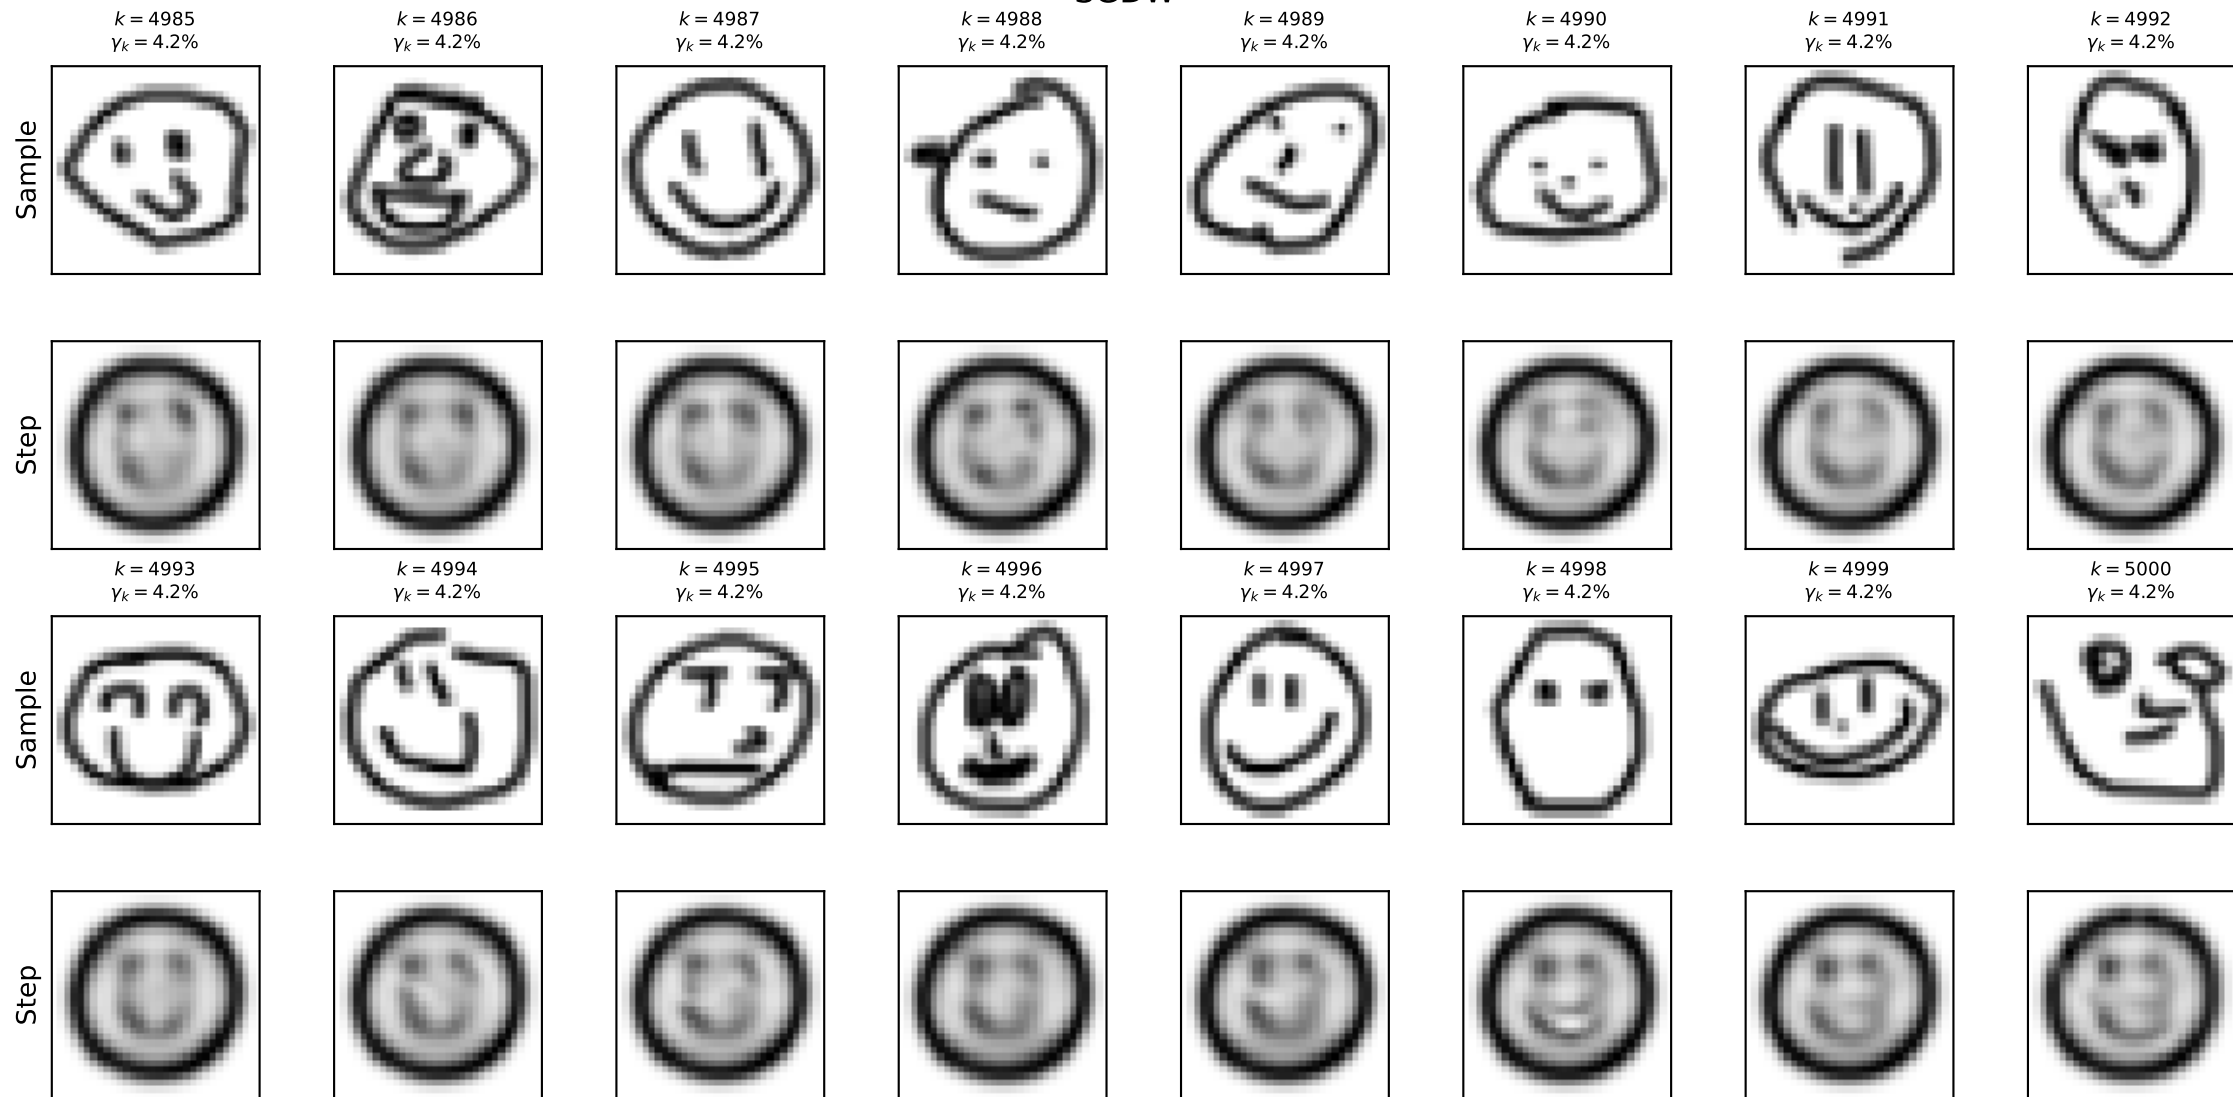 k = 4985 k = 4986 k = 4987 k = 4988 k = 4989 k = 4990 k = 4991 k = 4992
γₖ = 4.2% γₖ = 4.2% γₖ = 4.2% γₖ = 4.2% γₖ = 4.2% γₖ = 4.2% γₖ = 4.2% γₖ = 4.2%
Sample
Step
k = 4993 k = 4994 k = 4995 k = 4996 k = 4997 k = 4998 k = 4999 k = 5000
γₖ = 4.2% γₖ = 4.2% γₖ = 4.2% γₖ = 4.2% γₖ = 4.2% γₖ = 4.2% γₖ = 4.2% γₖ = 4.2%
Sample
Step